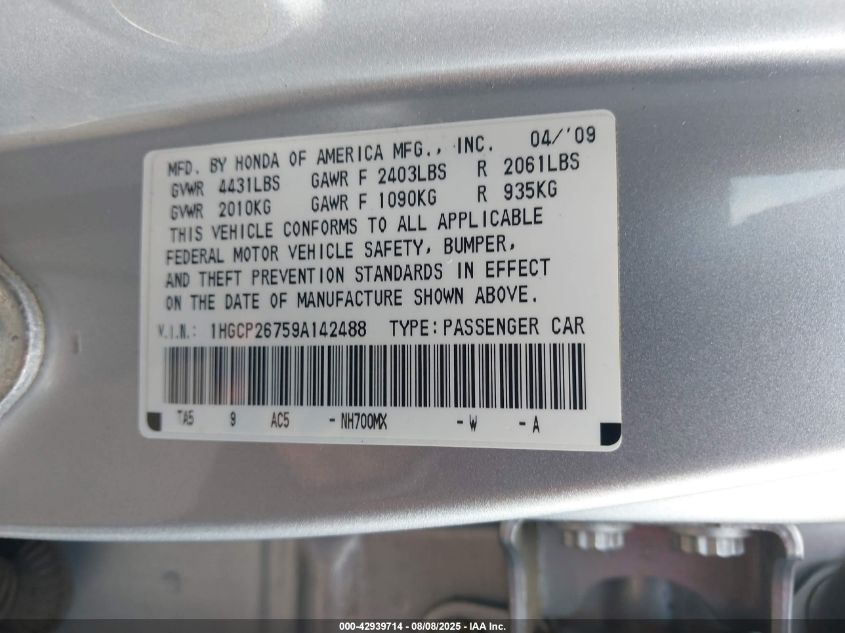 MFD. BY HONDA OF AMERICA MFG., INC. 04/'09
GVWR 4431LBS GAWR F 2403LBS R 2061LBS
GVWR 2010KG GAWR F 1090KG R 935KG
THIS VEHICLE CONFORMS TO ALL APPLICABLE
FEDERAL MOTOR VEHICLE SAFETY, BUMPER,
AND THEFT PREVENTION STANDARDS IN EFFECT
ON THE DATE OF MANUFACTURE SHOWN ABOVE.
V.I.N.: 1HGCP26759A142488 TYPE:PASSENGER CAR
TA5 9 AC5 -NH700MX -W -A
000-42939714 - 08/08/2025 - IAA Inc.